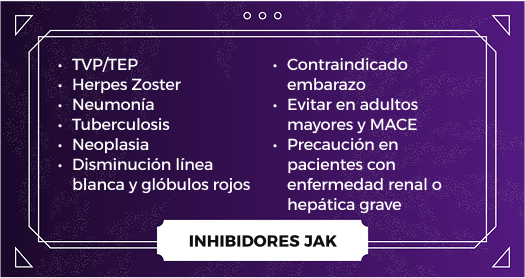 • TVP/TEP
• Herpes Zoster
• Neumonía
• Tuberculosis
• Neoplasia
• Disminución línea
blanca y glóbulos rojos
• Contraindicado
embarazo
• Evitar en adultos
mayores y MACE
• Precaución en
pacientes con
enfermedad renal o
hepática grave
INHIBIDORES JAK